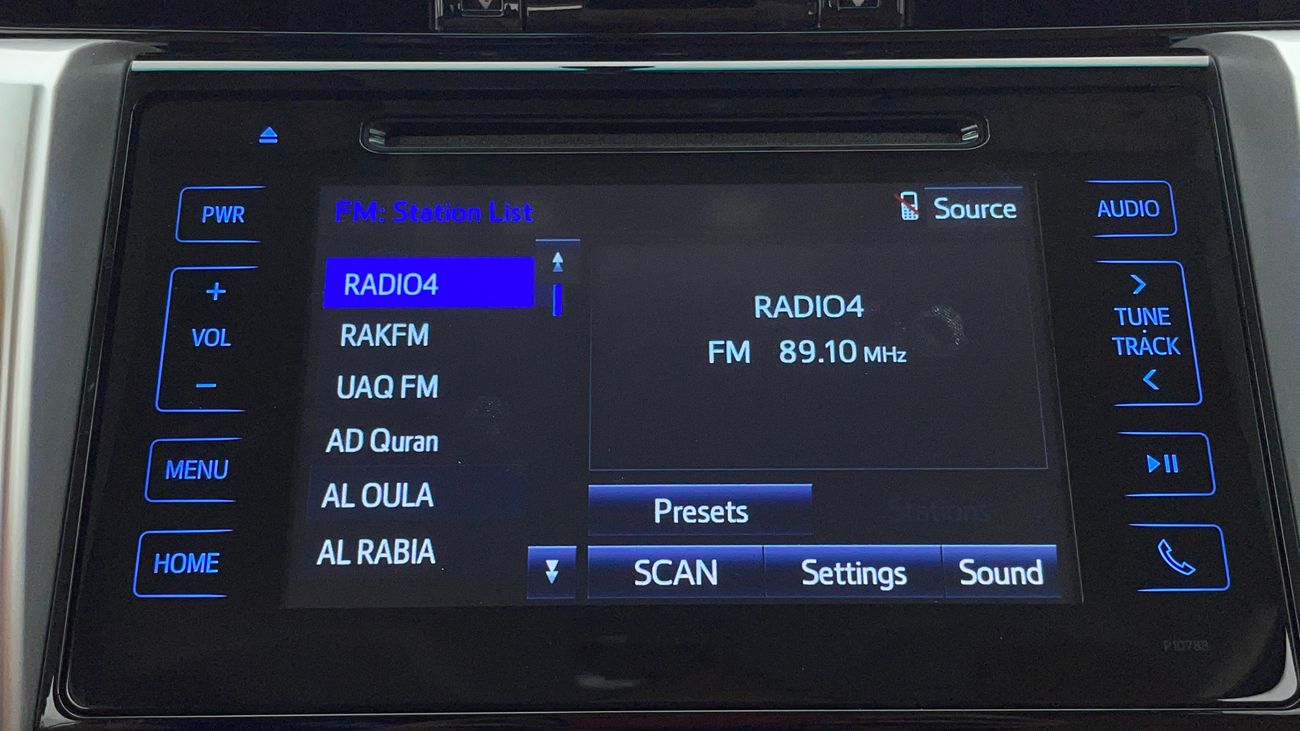 PWR
+
VOL
−
MENU
HOME
FM: Station List
Source
RADIO4
RAKFM
UAQ FM
AD Quran
AL OULA
AL RABIA
RADIO4
FM 89.10 MHz
Presets
Stations
SCAN
Settings
Sound
AUDIO
TUNE
TRACK
P10788